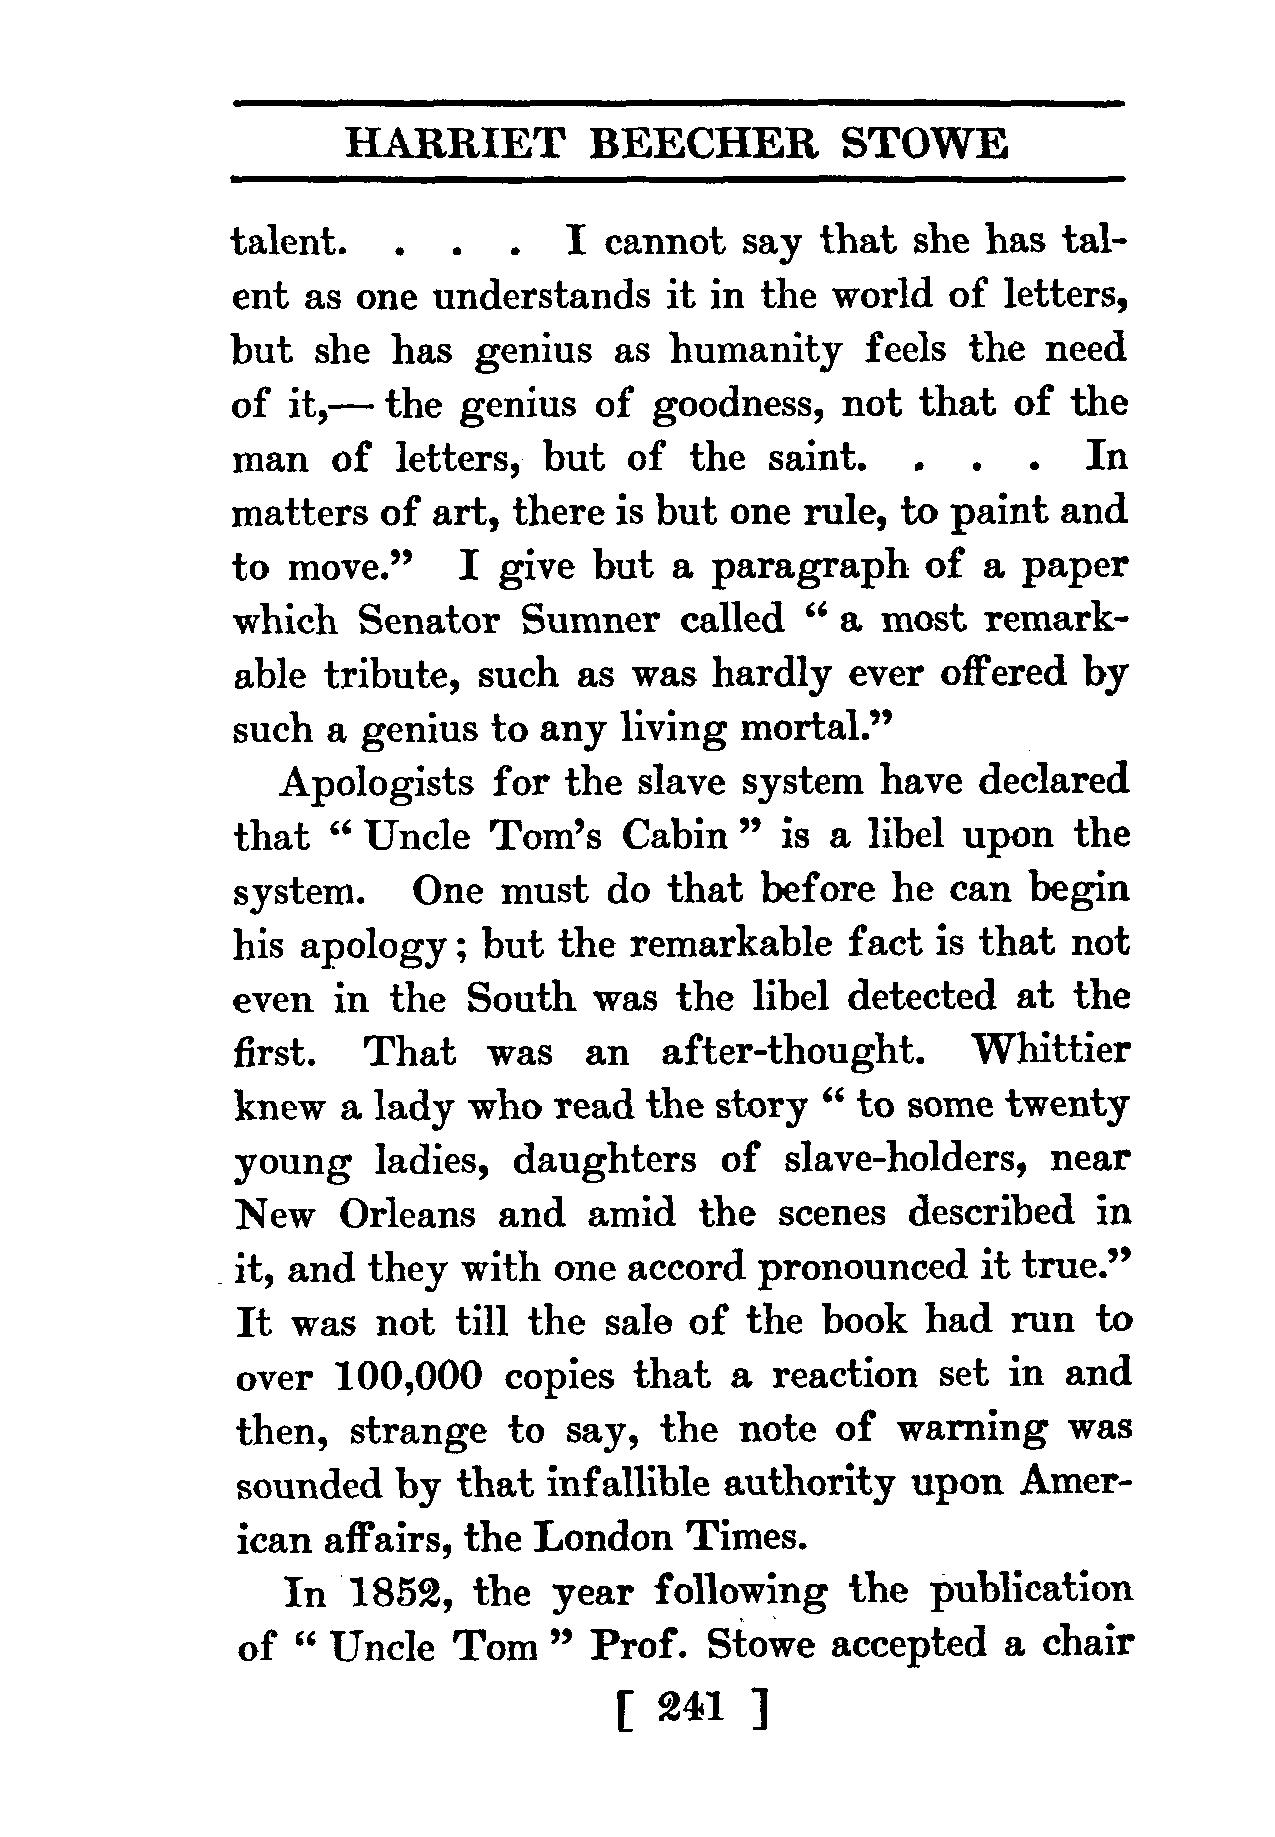 HARRIET BEECHER STOWE
talent. . . . I cannot say that she has tal-
ent as one understands it in the world of letters,
but she has genius as humanity feels the need
of it,— the genius of goodness, not that of the
man of letters, but of the saint. . . . In
matters of art, there is but one rule, to paint and
to move.” I give but a paragraph of a paper
which Senator Sumner called “ a most remark-
able tribute, such as was hardly ever offered by
such a genius to any living mortal.”
Apologists for the slave system have declared
that “ Uncle Tom’s Cabin ” is a libel upon the
system. One must do that before he can begin
his apology ; but the remarkable fact is that not
even in the South was the libel detected at the
first. That was an after-thought. Whittier
knew a lady who read the story “ to some twenty
young ladies, daughters of slave-holders, near
New Orleans and amid the scenes described in
it, and they with one accord pronounced it true.”
It was not till the sale of the book had run to
over 100,000 copies that a reaction set in and
then, strange to say, the note of warning was
sounded by that infallible authority upon Amer-
ican affairs, the London Times.
In 1852, the year following the publication
of “ Uncle Tom ” Prof. Stowe accepted a chair
[ 241 ]